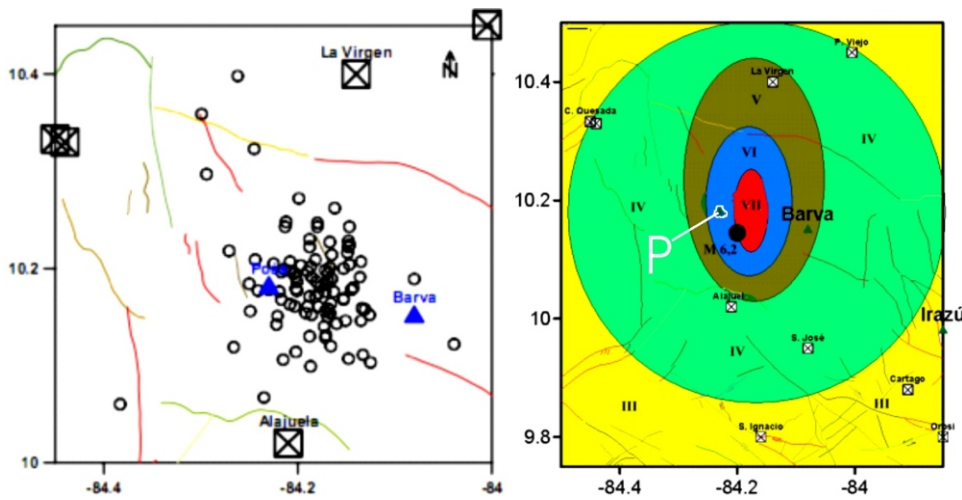 La Virgen
N
10.4
10.2
Barva
Alajuela
10
-84.4
-84.2
-84
P. Viejo
10.4
La Virgen
C. Quesada
V
IV
VI
10.2
IV
VII
Barva
P
M 6,2
10
Irazú
S. José
IV
Cartago
III
III
9.8
S. Ignacio
Orosi
-84.4
-84.2
-84